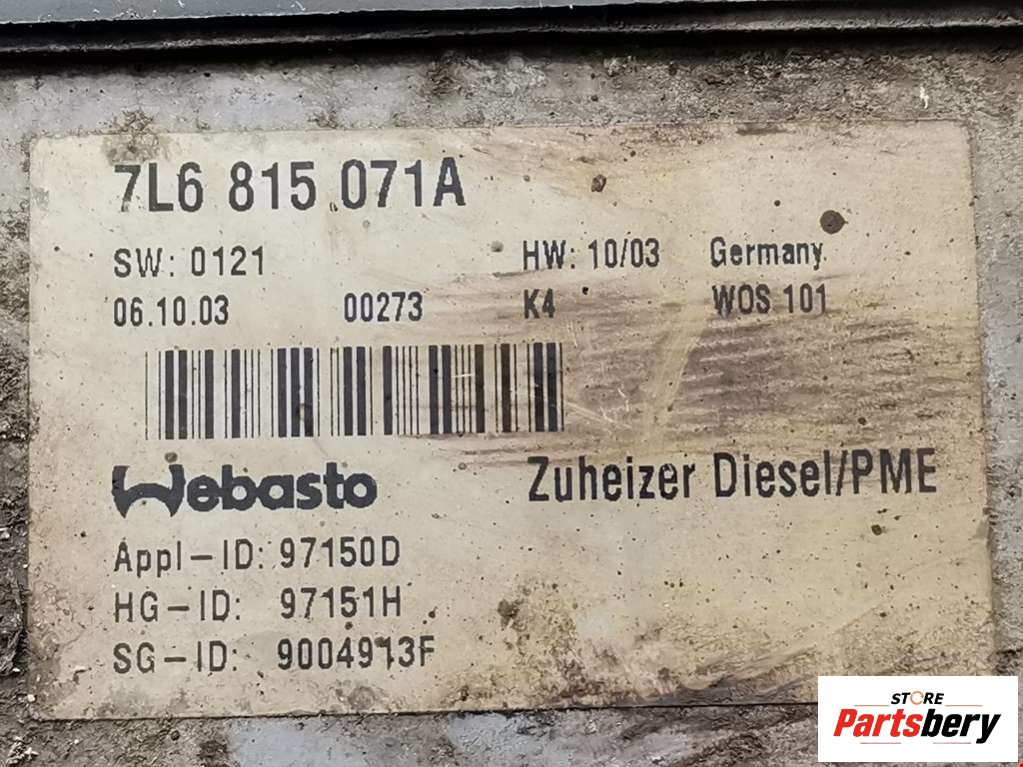 7L6 815 071A
SW: 0121 HW: 10/03 Germany
06.10.03 00273 K4 WOS 101
Webasto Zuheizer Diesel/PME
Appl-ID: 97150D
HG-ID: 97151H
SG-ID: 9004913F
STORE
Partsbery